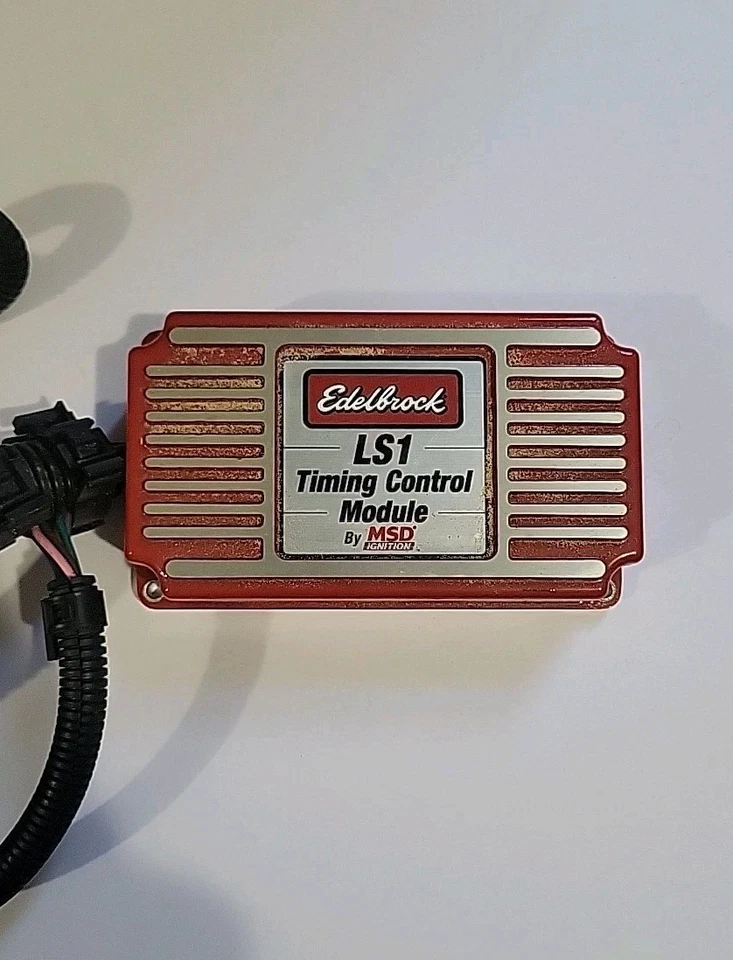 Edelbrock
LS1
Timing Control
Module
By MSD
IGNITION